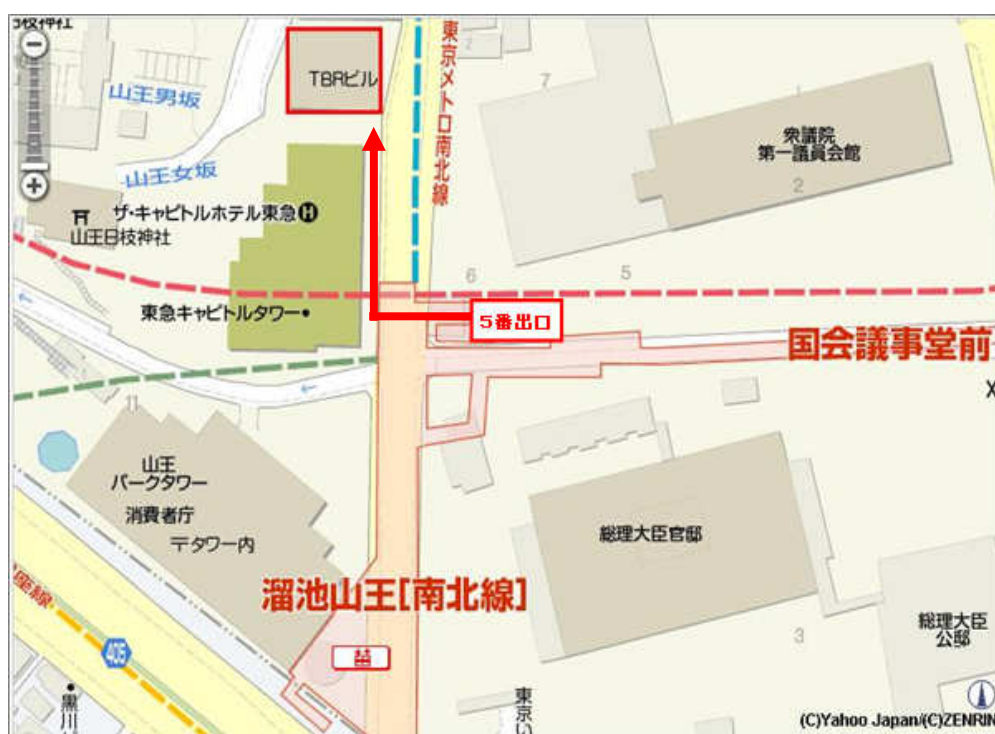 TBRビル
山王男坂
山王女坂
東京メトロ南北線
7
衆議院
第一議員会館
2
ザ・キャピトルホテル東急
H
山王日枝神社
6
5
東急キャピトルタワー
5番出口
国会議事堂前
11
山王
パークタワー
消費者庁
〒タワー内
総理大臣官邸
溜池山王[南北線]
座線
405
3
総理大臣
公邸
黒川
東京い
(C)Yahoo Japan/(C)ZENRIN